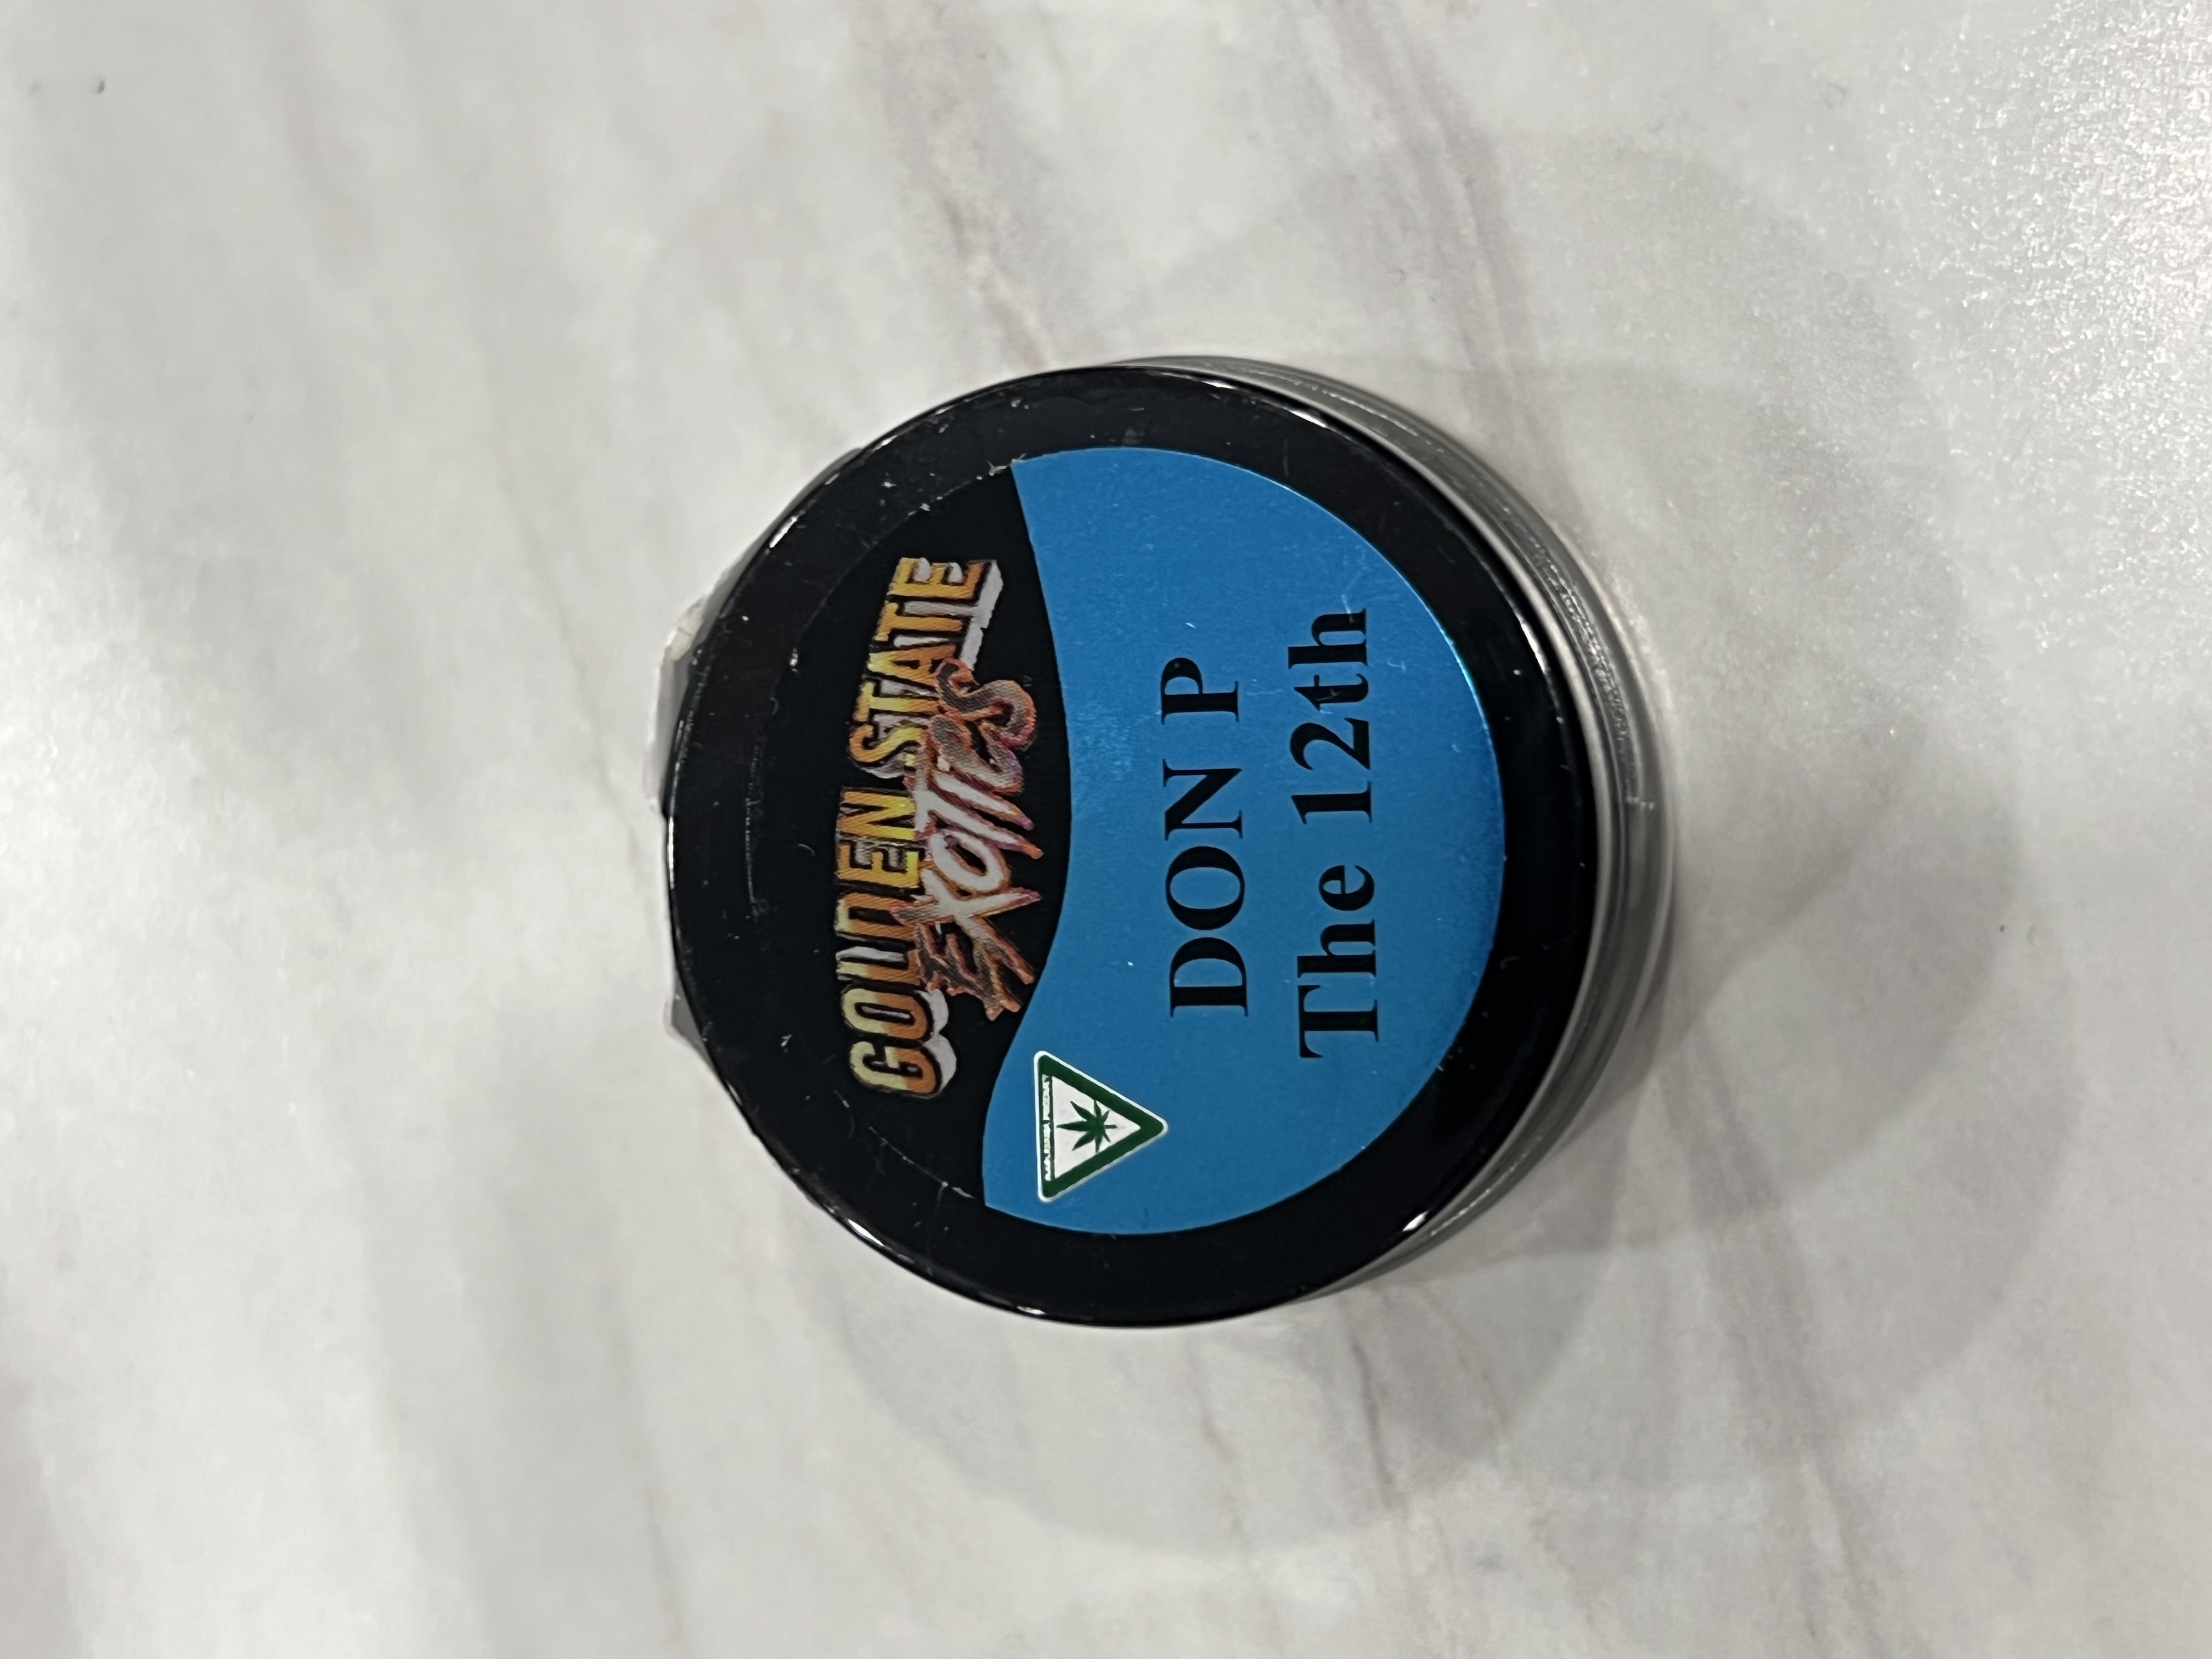 GOLDEN STATE
EXOTICS
DON P
The 12th